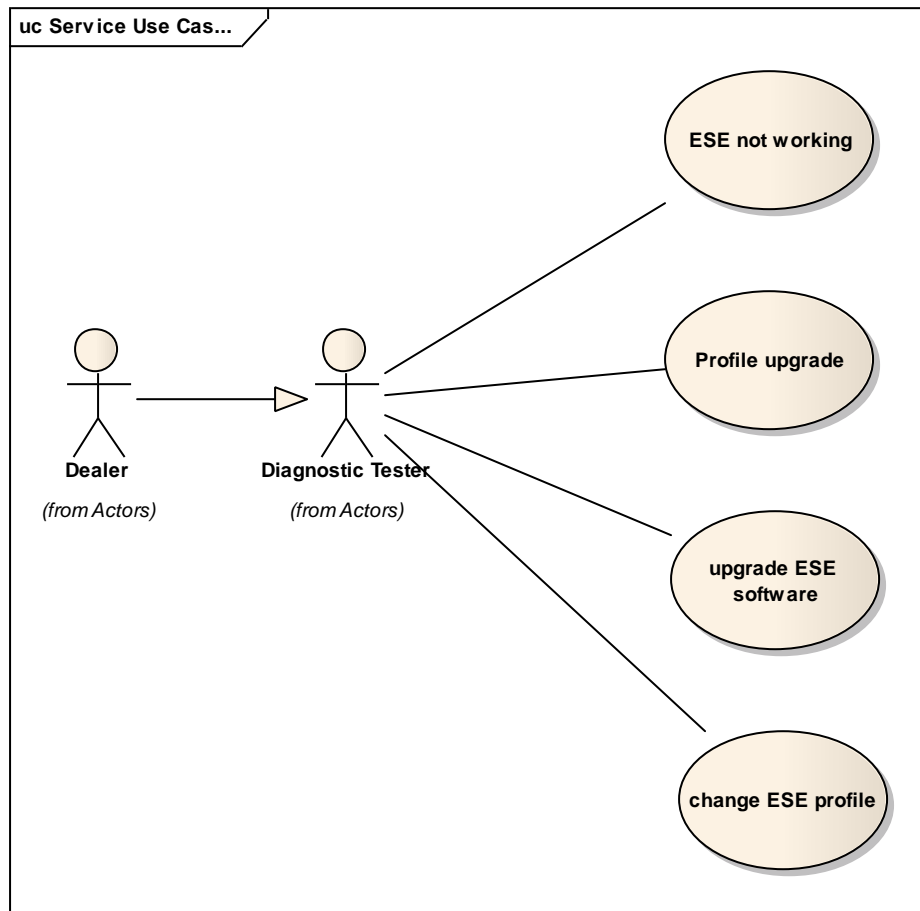 uc Service Use Cas...
ESE not working
Profile upgrade
Dealer
(from Actors)
Diagnostic Tester
(from Actors)
upgrade ESE
software
change ESE profile